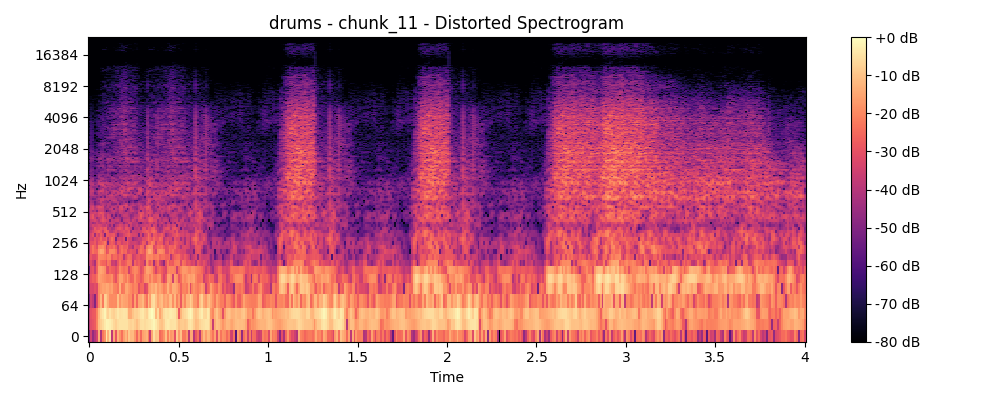 drums - chunk_11 - Distorted Spectrogram
Hz
16384
8192
4096
2048
1024
512
256
128
64
0
0 0.5 1 1.5 2 2.5 3 3.5 4
Time
+0 dB
-10 dB
-20 dB
-30 dB
-40 dB
-50 dB
-60 dB
-70 dB
-80 dB